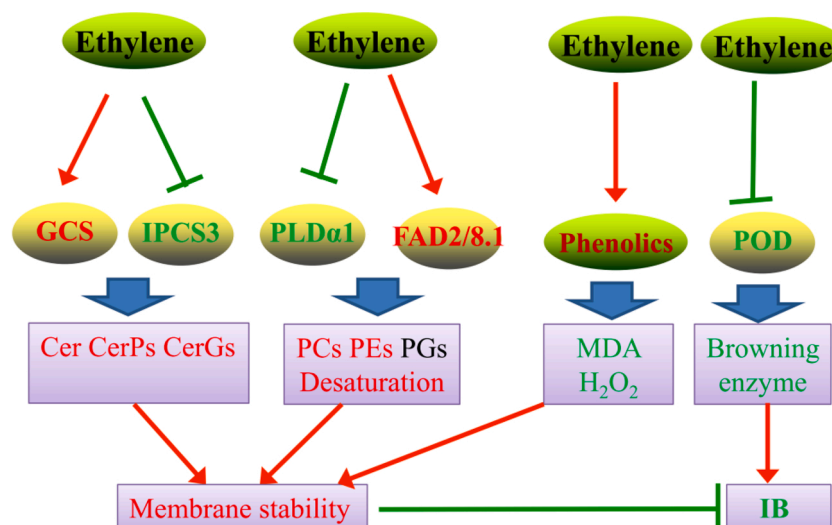 Ethylene
Ethylene
Ethylene
Ethylene
GCS
IPCS3
PLDα1
FAD2/8.1
Phenolics
POD
Cer CerPs CerGs
PCs PEs PGs
Desaturation
MDA
H₂O₂
Browning
enzyme
Membrane stability
IB